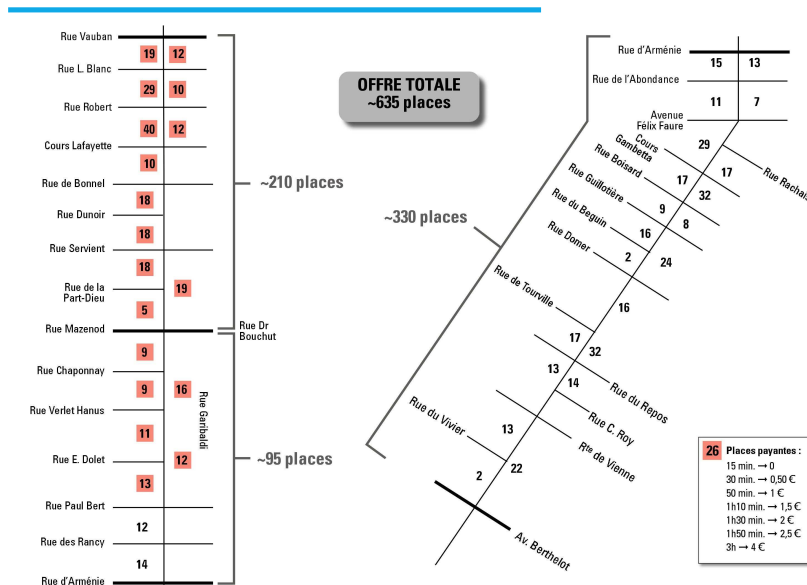 Rue Vauban
19 12
Rue L. Blanc
29 10
Rue Robert
40 12
Cours Lafayette
10
Rue de Bonnel
18
Rue Dunoir
18
Rue Servient
18
19
Rue de la
Part-Dieu
5
Rue Mazenod
Rue Dr
Bouchut
9
Rue Chaponnay
9 16
Rue Verlet Hanus
11
Rue Garibaldi
Rue E. Dolet
12
13
Rue Paul Bert
12
Rue des Rancy
14
Rue d'Arménie
~210 places
~95 places
OFFRE TOTALE
~635 places
~330 places
Rue d'Arménie
15 13
Rue de l'Abondance
11 7
Avenue
Félix Faure
29
Cours
Gambetta
17
Rue Rachais
17
Rue Boisard
32
9
Rue Guillotière
8
16
Rue du Beguin
24
2
Rue Domer
16
Rue de Tourville
17
32
13
Rue du Repos
14
Rue C. Roy
13
Rte de Vienne
Rue du Vivier
22
2
Av. Berthelot
26 Places payantes :
15 min. → 0
30 min. → 0,50 €
50 min. → 1 €
1h10 min. → 1,5 €
1h30 min. → 2 €
1h50 min. → 2,5 €
3h → 4 €